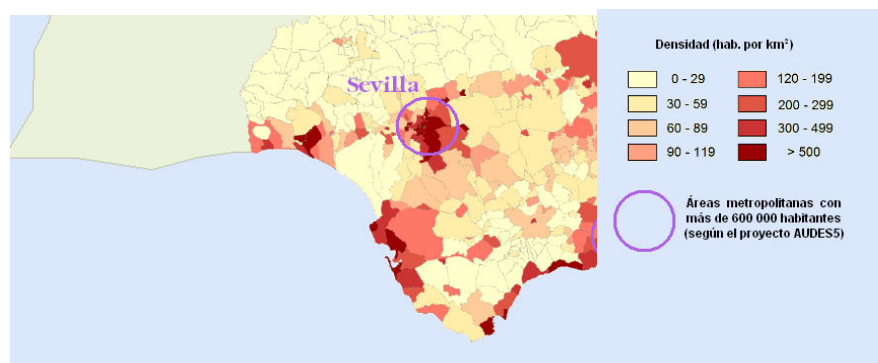 Sevilla
Densidad (hab. por km²)
0 - 29
120 - 199
30 - 59
200 - 299
60 - 89
300 - 499
90 - 119
> 500
Áreas metropolitanas con
más de 600 000 habitantes
(según el proyecto AUDES5)